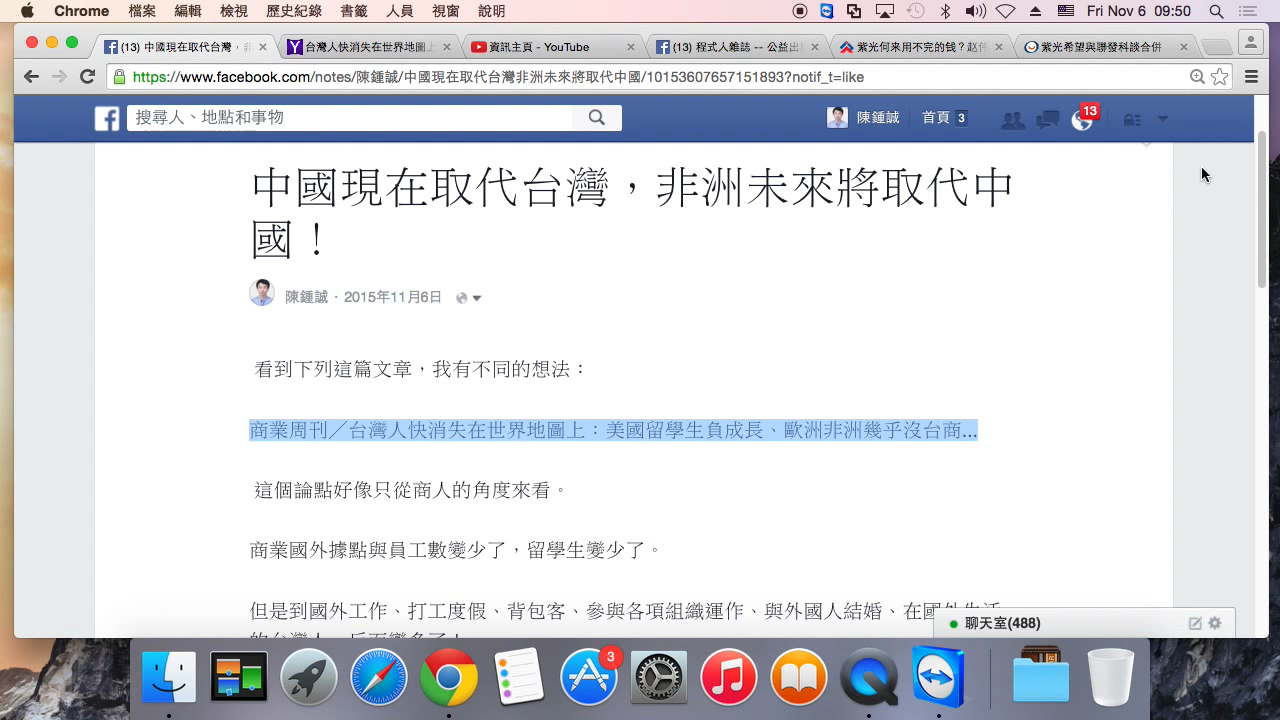 Chrome 檔案 編輯 檢視 歷史紀錄 書籤 人員 視窗 說明 Fri Nov 6 09:50
(13) 中國現在取代台灣，非 台灣人快消失在世界地圖上 資訊主頁 - YouTube (13) 程式人雜誌 -- 公益出 紫光何来用不完的钱？赵伟 紫光希望與聯發科談合併
https://www.facebook.com/notes/陳鍾誠/中國現在取代台灣非洲未來將取代中國/10153607657151893?notif_t=like
搜尋人、地點和事物 陳鍾誠 首頁 3 13
中國現在取代台灣，非洲未來將取代中
國！
陳鍾誠 · 2015年11月6日
看到下列這篇文章，我有不同的想法：
商業周刊／台灣人快消失在世界地圖上：美國留學生負成長、歐洲非洲幾乎沒台商...
這個論點好像只從商人的角度來看。
商業國外據點與員工數變少了，留學生變少了。
但是到國外工作、打工度假、背包客、參與各項組織運作、與外國人結婚、在國外生活
的台灣人，反而變多了！
聊天室(488)
3